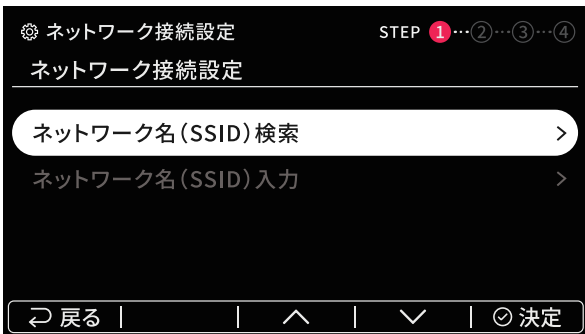 ネットワーク接続設定 STEP 1…2…3…4
ネットワーク接続設定
ネットワーク名(SSID)検索
ネットワーク名(SSID)入力
戻る 決定